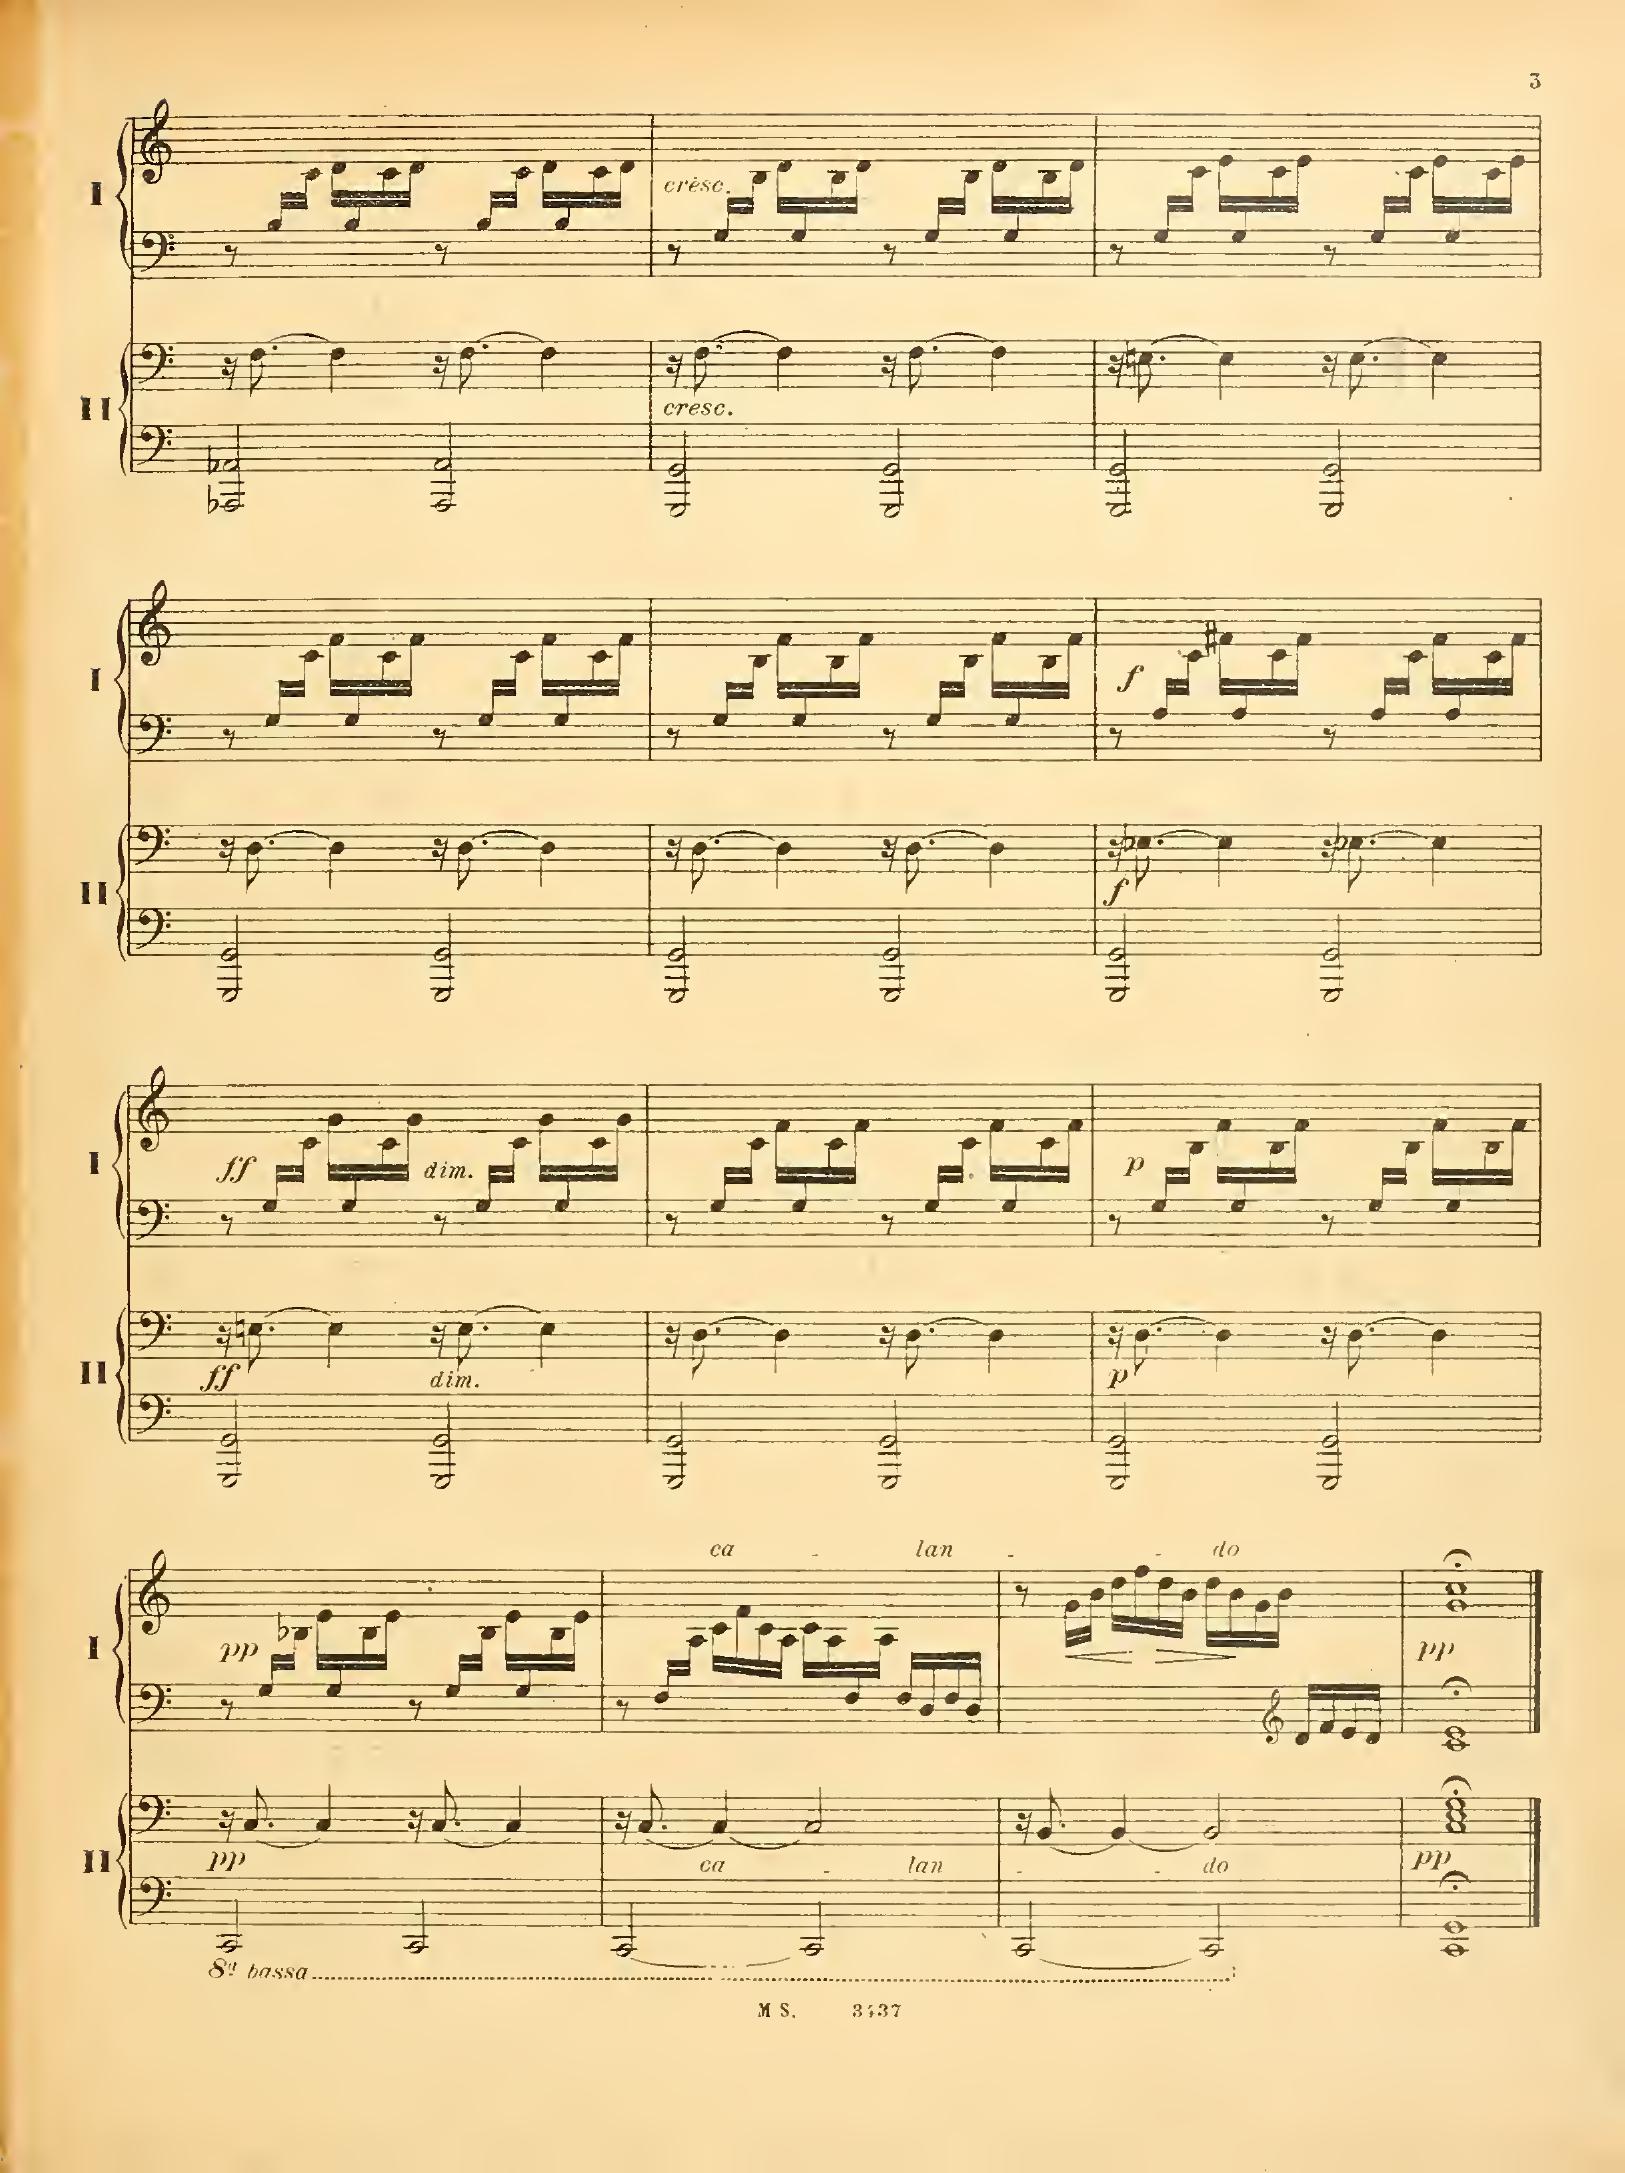 3
I
cresc.
II
cresc.
I
f
II
f
I
ff dim. p
II
ff dim. p
ca - lan - - do
I
pp pp
II
pp ca - lan - - do pp
8ª bassa
M S. 3437